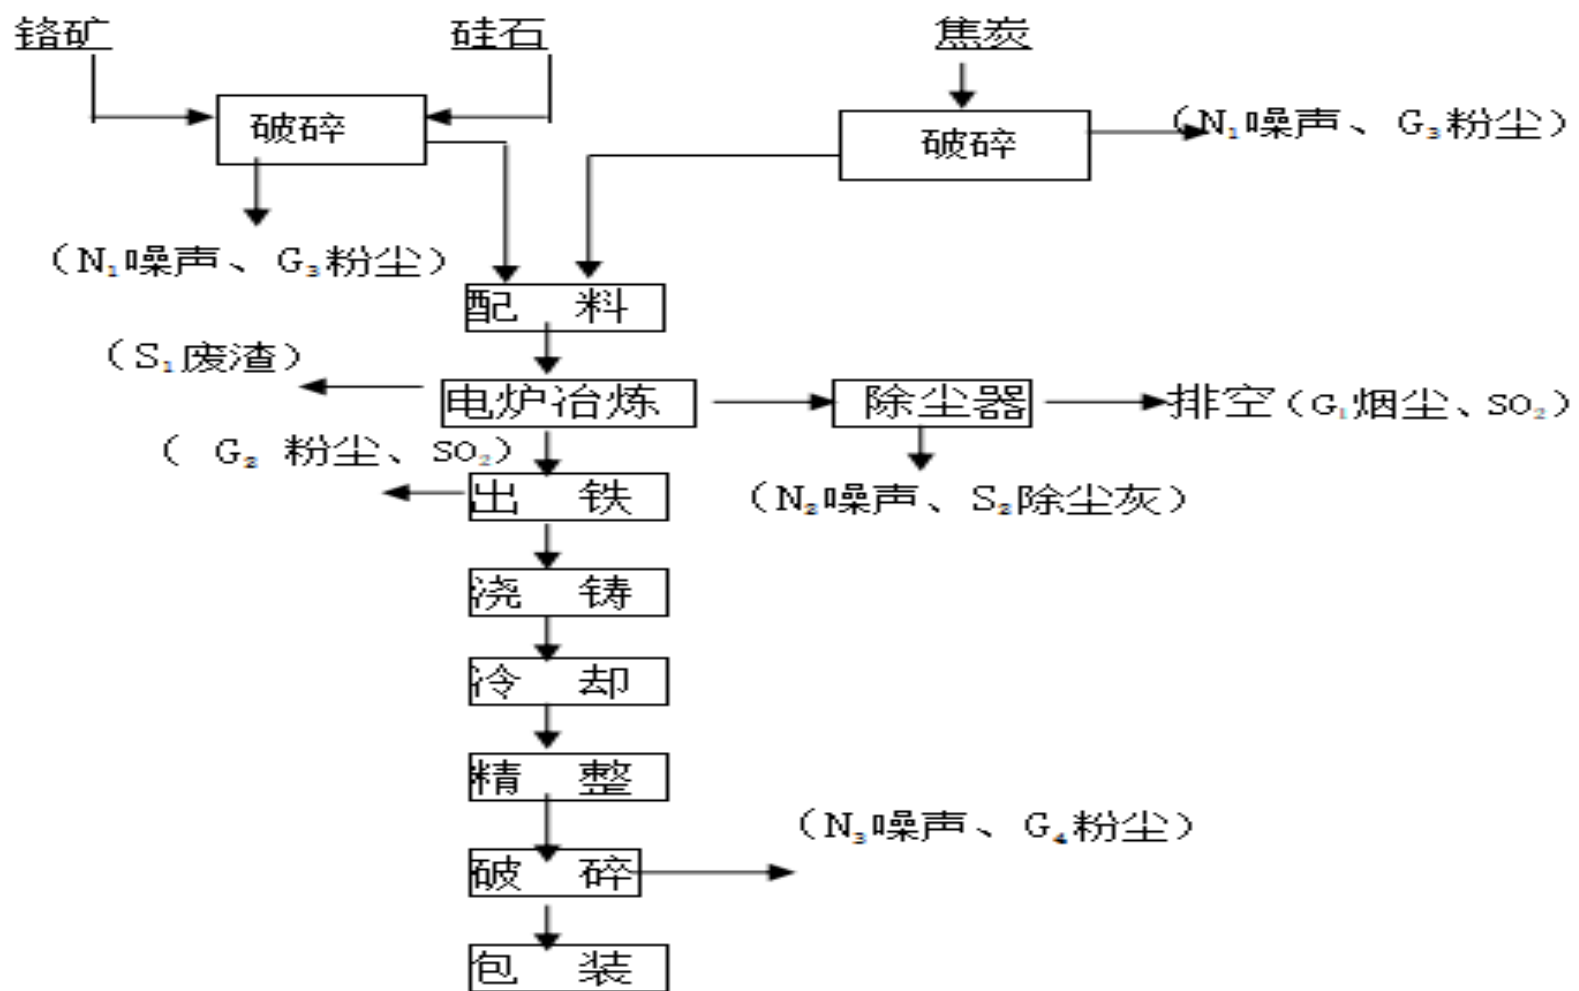 铬矿 硅石 焦炭
破碎 破碎 （N₁噪声、G₃粉尘）
（N₁噪声、G₃粉尘）
配 料
（S₁废渣）
电炉冶炼 除尘器 排空（G₁烟尘、SO₂）
（ G₂ 粉尘、SO₂）
出 铁 （N₂噪声、S₂除尘灰）
浇 铸
冷 却
精 整
（N₃噪声、G₄粉尘）
破 碎
包 装